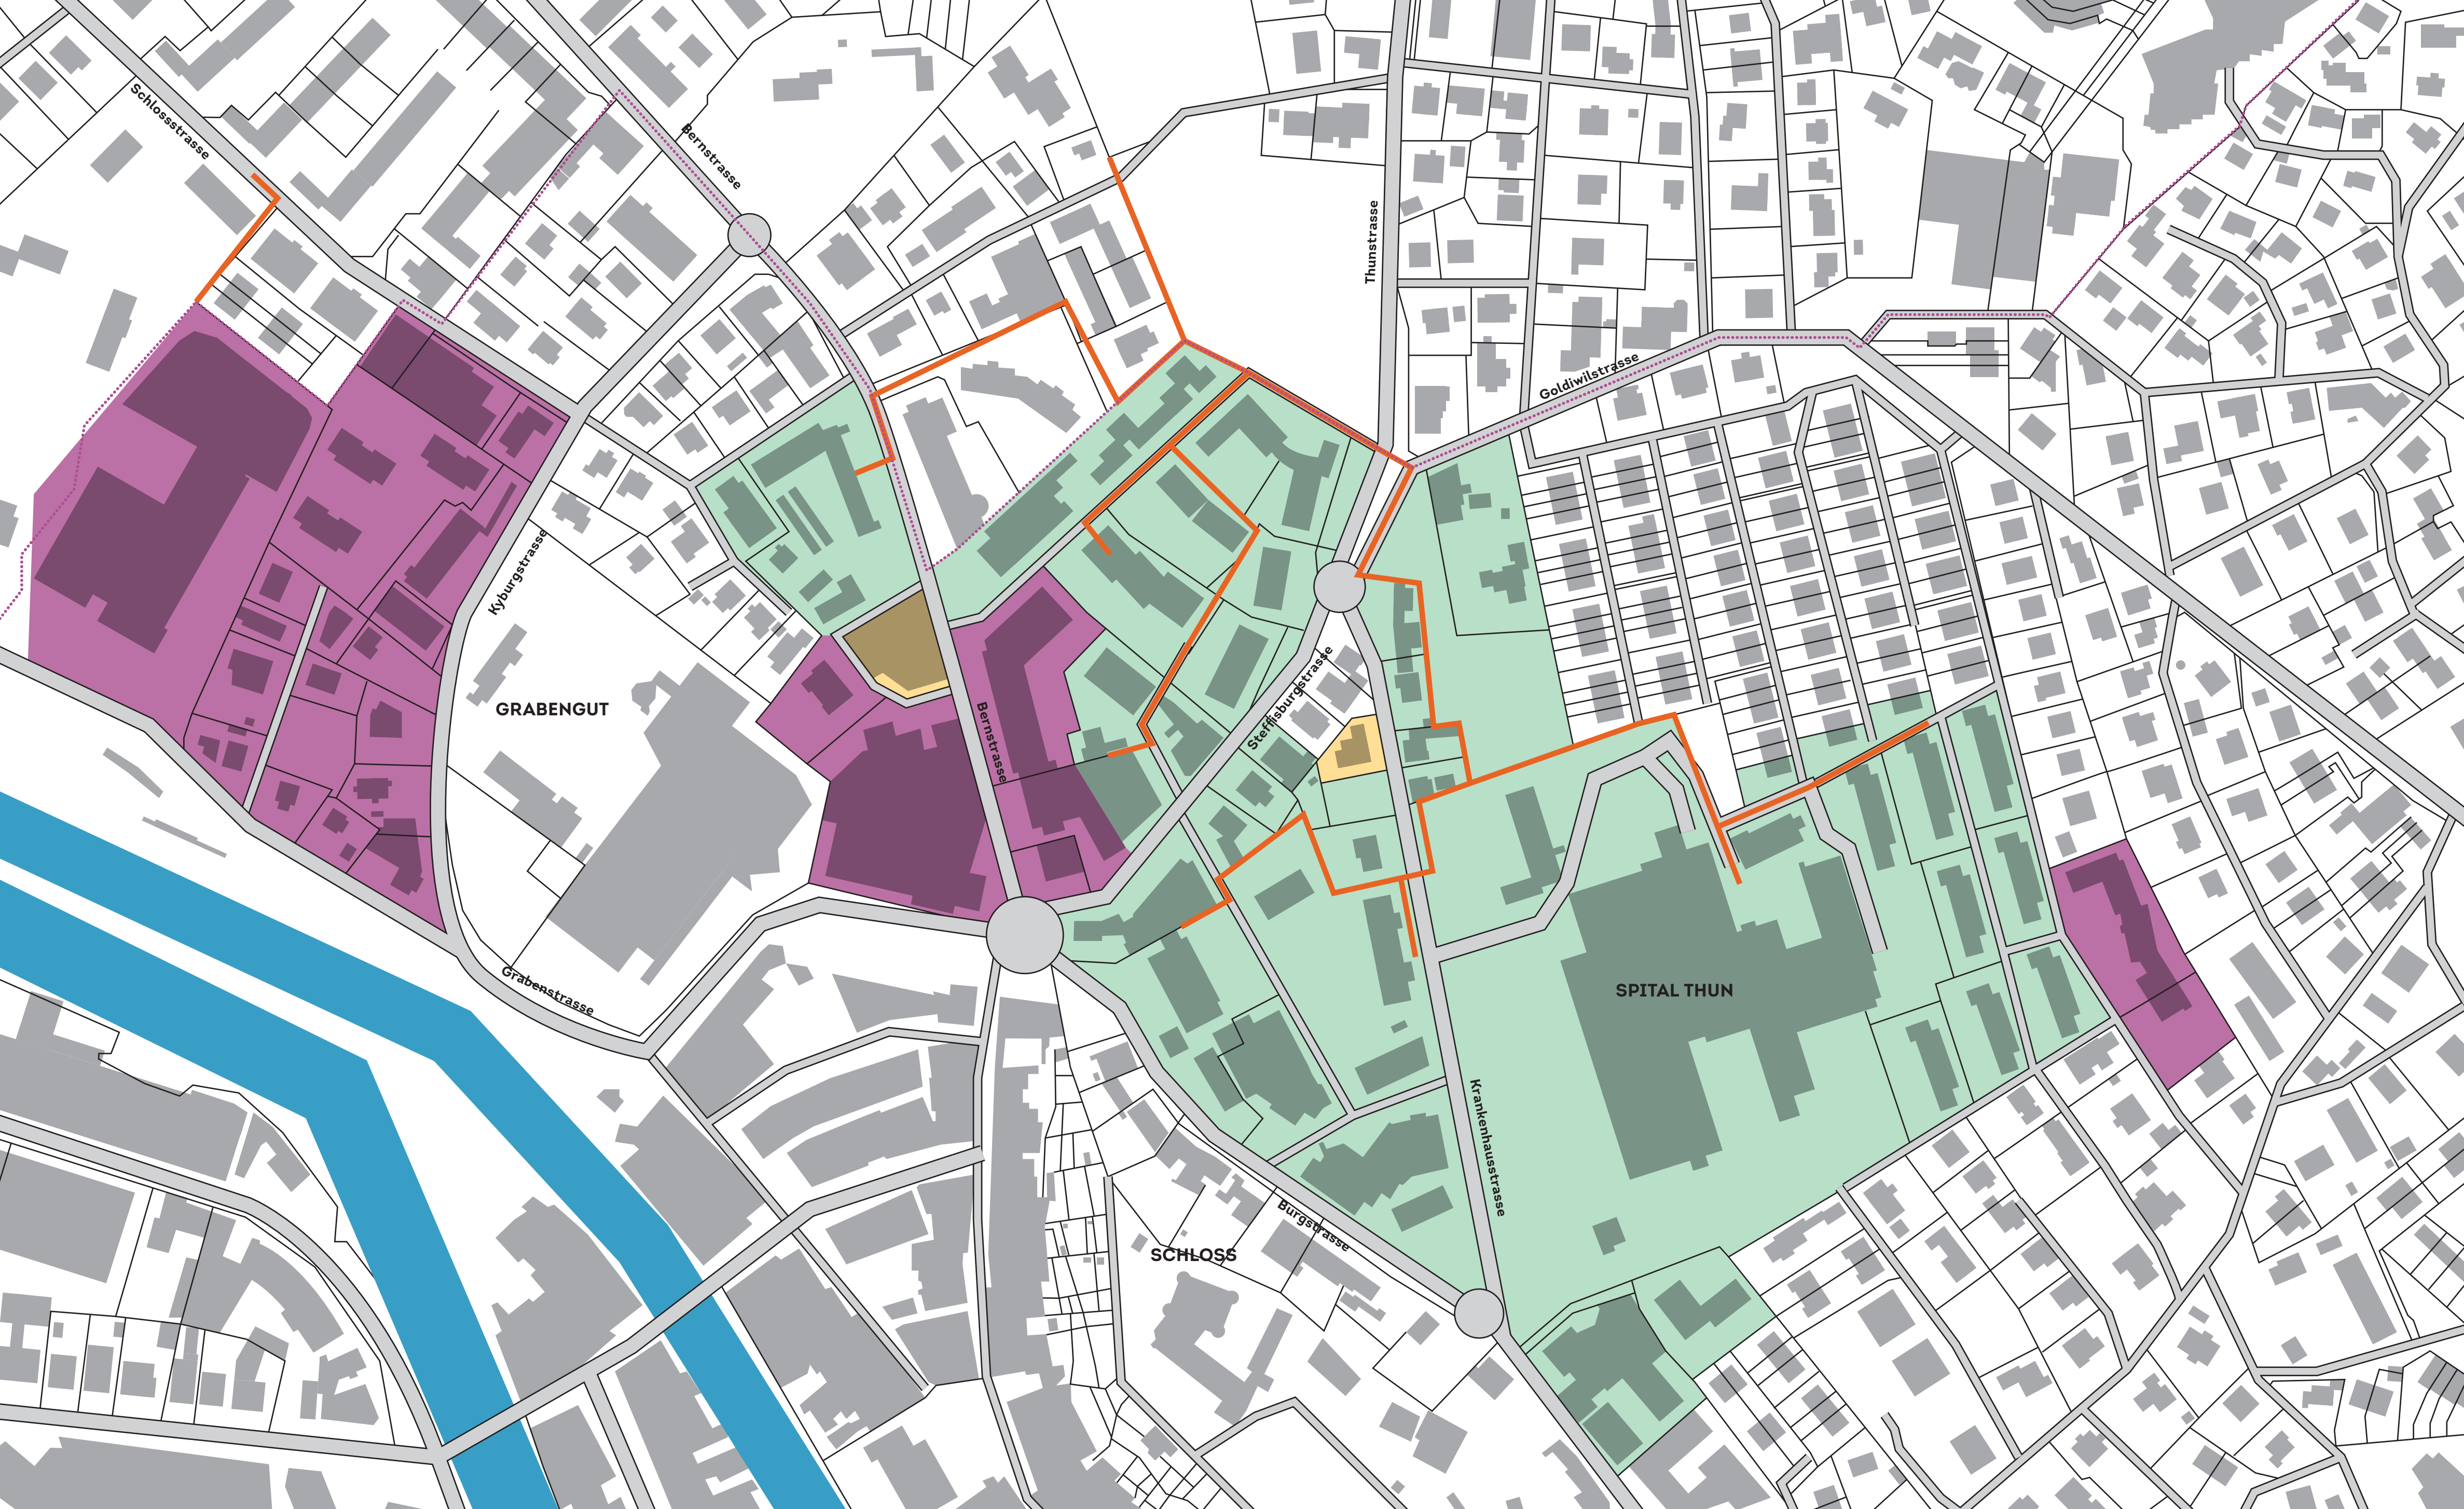 Schlossstrasse
Bernstrasse
Thunstrasse
Goldiwilstrasse
Kyburgstrasse
GRABENGUT
Bernstrasse
Steffisburgstrasse
Grabenstrasse
SPITAL THUN
Krankenhausstrasse
Burgstrasse
SCHLOSS